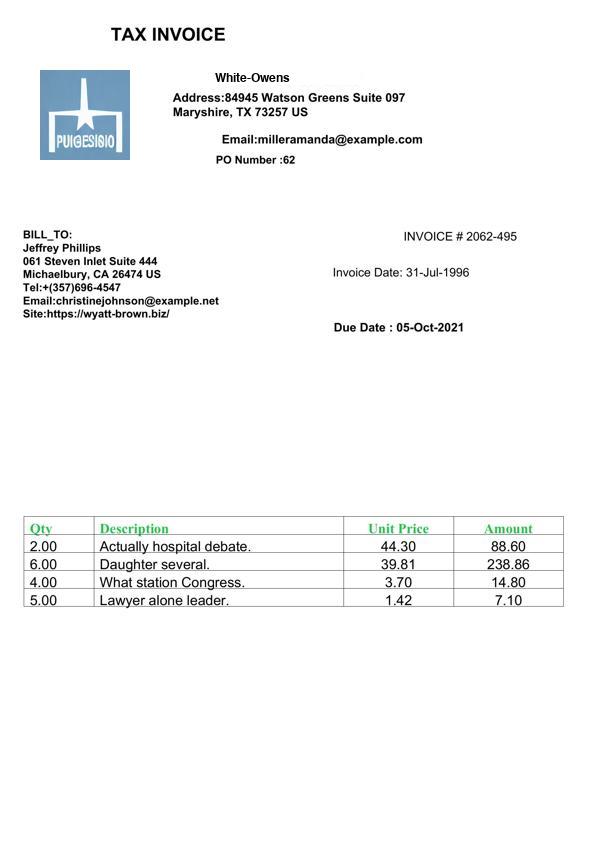 TAX INVOICE
PUIGESISIO
White-Owens
Address:84945 Watson Greens Suite 097
Maryshire, TX 73257 US
Email:milleramanda@example.com
PO Number :62
BILL_TO:
Jeffrey Phillips
061 Steven Inlet Suite 444
Michaelbury, CA 26474 US
Tel:+(357)696-4547
Email:christinejohnson@example.net
Site:https://wyatt-brown.biz/
INVOICE # 2062-495
Invoice Date: 31-Jul-1996
Due Date : 05-Oct-2021
Qty Description Unit Price Amount
2.00 Actually hospital debate. 44.30 88.60
6.00 Daughter several. 39.81 238.86
4.00 What station Congress. 3.70 14.80
5.00 Lawyer alone leader. 1.42 7.10